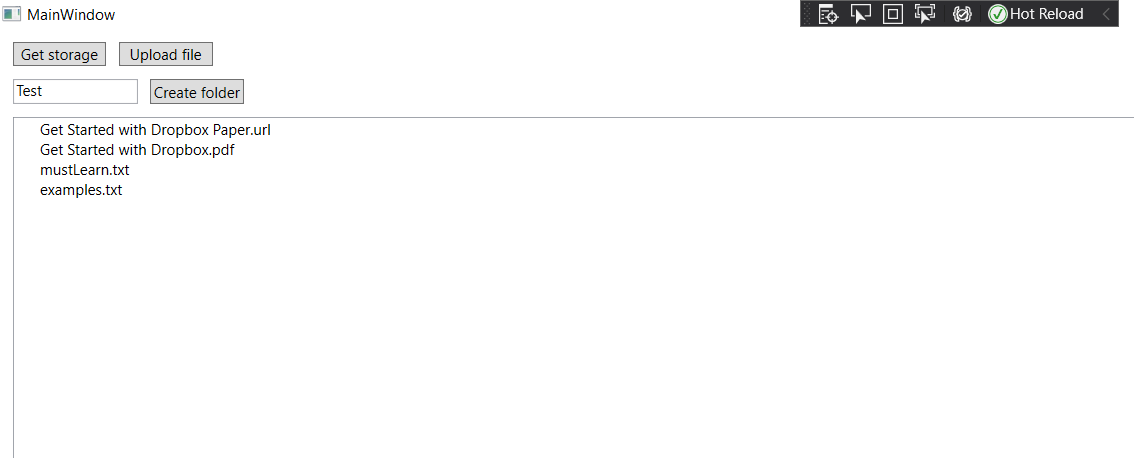 MainWindow
Hot Reload
Get storage
Upload file
Test
Create folder
Get Started with Dropbox Paper.url
Get Started with Dropbox.pdf
mustLearn.txt
examples.txt